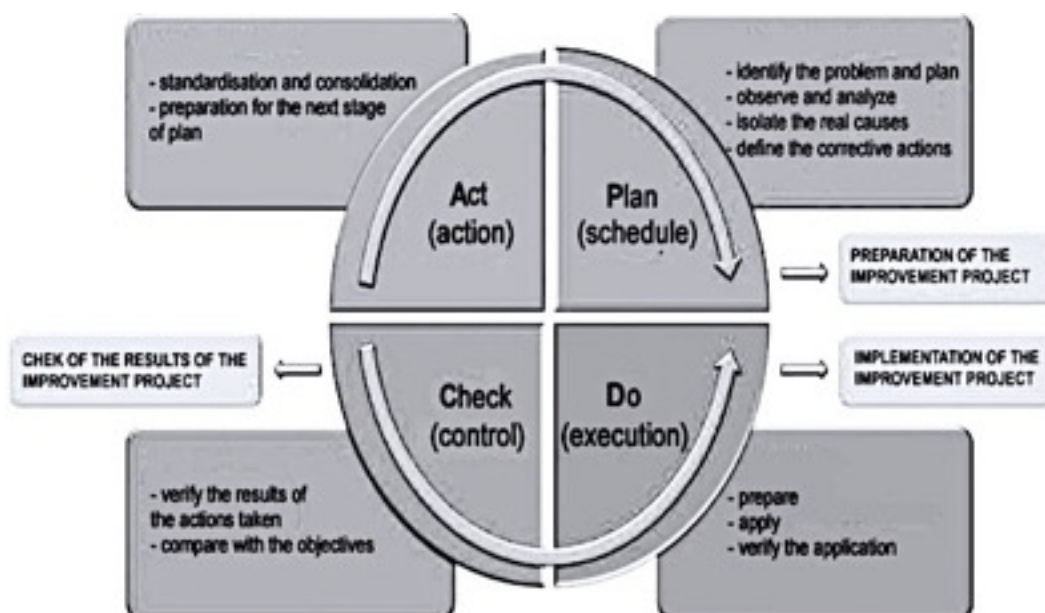 - standardisation and consolidation
- preparation for the next stage
of plan
- identify the problem and plan
- observe and analyze
- isolate the real causes
- define the corrective actions
Act
(action)
Plan
(schedule)
PREPARATION OF THE
IMPROVEMENT PROJECT
CHEK OF THE RESULTS OF THE
IMPROVEMENT PROJECT
Check
(control)
Do
(execution)
IMPLEMENTATION OF THE
IMPROVEMENT PROJECT
- verify the results of
the actions taken
- compare with the objectives
- prepare
- apply
- verify the application